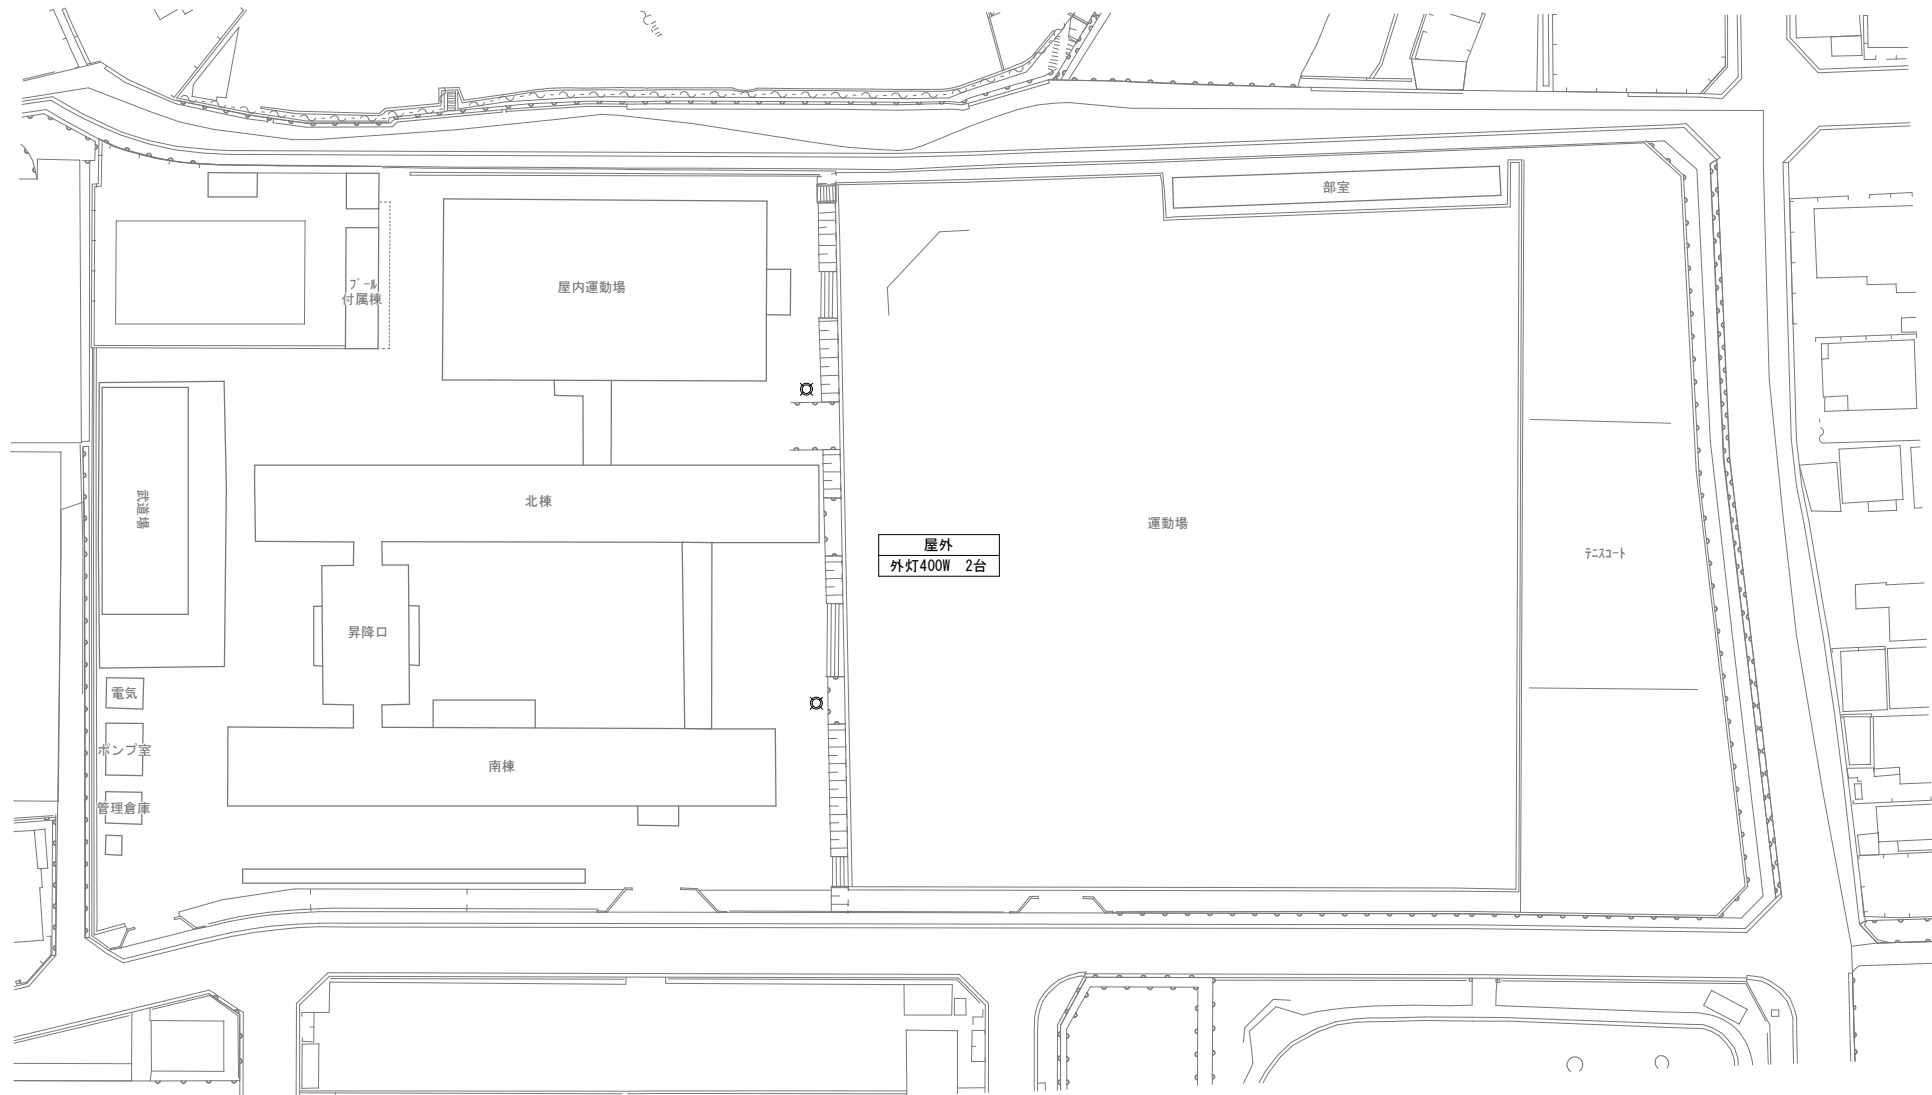 部室
プール
付属棟
屋内運動場
武道場
北棟
運動場
屋外
外灯400W 2台
テニスコート
昇降口
電気
ポンプ室
南棟
管理倉庫